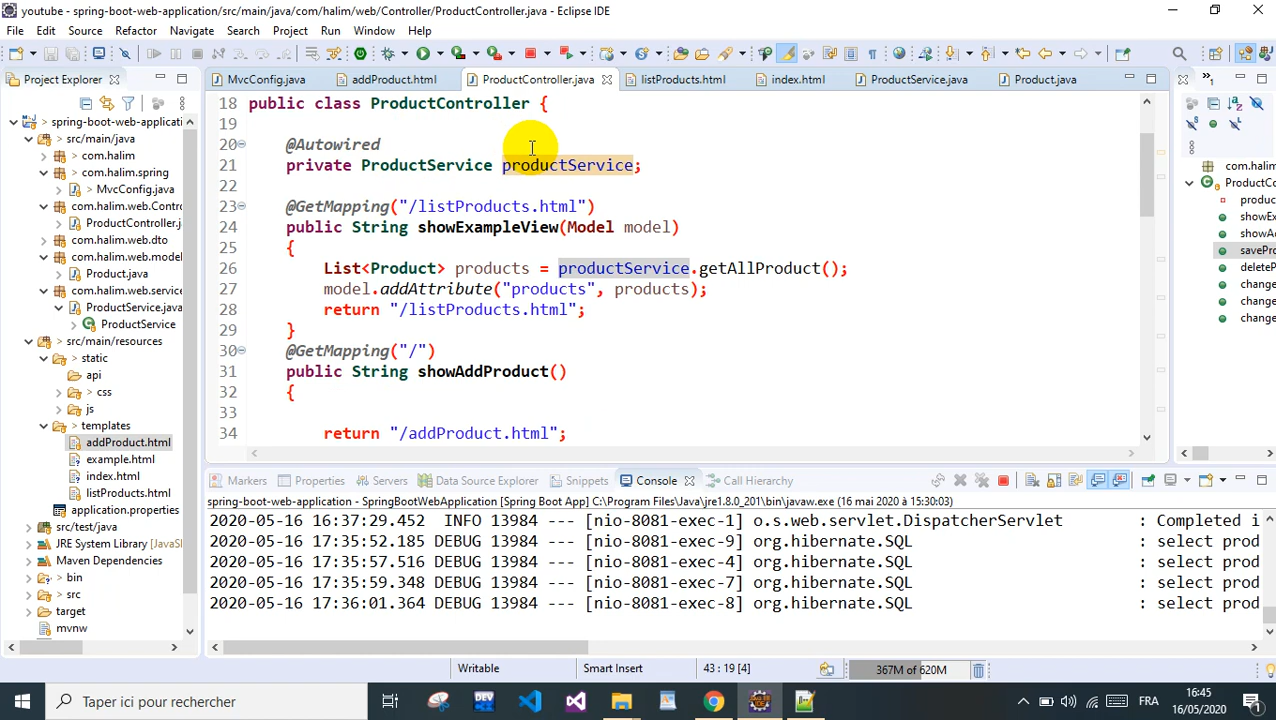 youtube - spring-boot-web-application/src/main/java/com/halim/web/Controller/ProductController.java - Eclipse IDE
File Edit Source Refactor Navigate Search Project Run Window Help
Project Explorer
MvcConfig.java addProduct.html ProductController.java listProducts.html index.html ProductService.java Product.java
spring-boot-web-applicati
src/main/java
com.halim
com.halim.spring
MvcConfig.java
com.halim.web.Contro
ProductController.j
com.halim.web.dto
com.halim.web.model
Product.java
com.halim.web.service
ProductService.java
ProductService
src/main/resources
static
api
css
js
templates
addProduct.html
example.html
index.html
listProducts.html
application.properties
src/test/java
JRE System Library [JavaS
Maven Dependencies
bin
src
target
mvnw
18 public class ProductController {
19
20 @Autowired
21 private ProductService productService;
22
23 @GetMapping("/listProducts.html")
24 public String showExampleView(Model model)
25 {
26 List<Product> products = productService.getAllProduct();
27 model.addAttribute("products", products);
28 return "/listProducts.html";
29 }
30 @GetMapping("/")
31 public String showAddProduct()
32 {
33
34 return "/addProduct.html";
com.halim.
ProductCo
produc
showEx
showAc
savePro
deleteP
change
change
Markers Properties Servers Data Source Explorer Snippets Console Call Hierarchy
spring-boot-web-application - SpringBootWebApplication [Spring Boot App] C:\Program Files\Java\jre1.8.0_201\bin\javaw.exe (16 mai 2020 à 15:30:03)
2020-05-16 16:37:29.452 INFO 13984 --- [nio-8081-exec-1] o.s.web.servlet.DispatcherServlet : Completed i
2020-05-16 17:35:52.185 DEBUG 13984 --- [nio-8081-exec-9] org.hibernate.SQL : select prod
2020-05-16 17:35:57.516 DEBUG 13984 --- [nio-8081-exec-4] org.hibernate.SQL : select prod
2020-05-16 17:35:59.348 DEBUG 13984 --- [nio-8081-exec-7] org.hibernate.SQL : select prod
2020-05-16 17:36:01.364 DEBUG 13984 --- [nio-8081-exec-8] org.hibernate.SQL : select prod
Writable Smart Insert 43 : 19 [4] 367M of 620M
Taper ici pour rechercher
FRA
16:45
16/05/2020